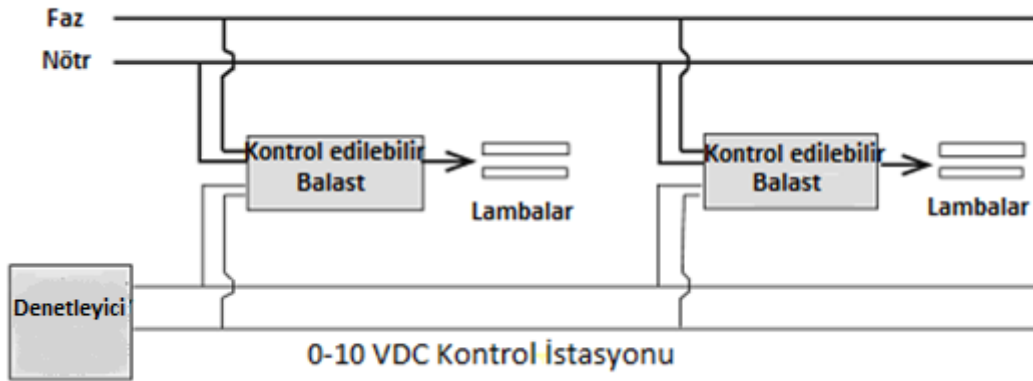 Faz
Nötr
Kontrol edilebilir
Balast
Lambalar
Kontrol edilebilir
Balast
Lambalar
Denetleyici
0-10 VDC Kontrol İstasyonu